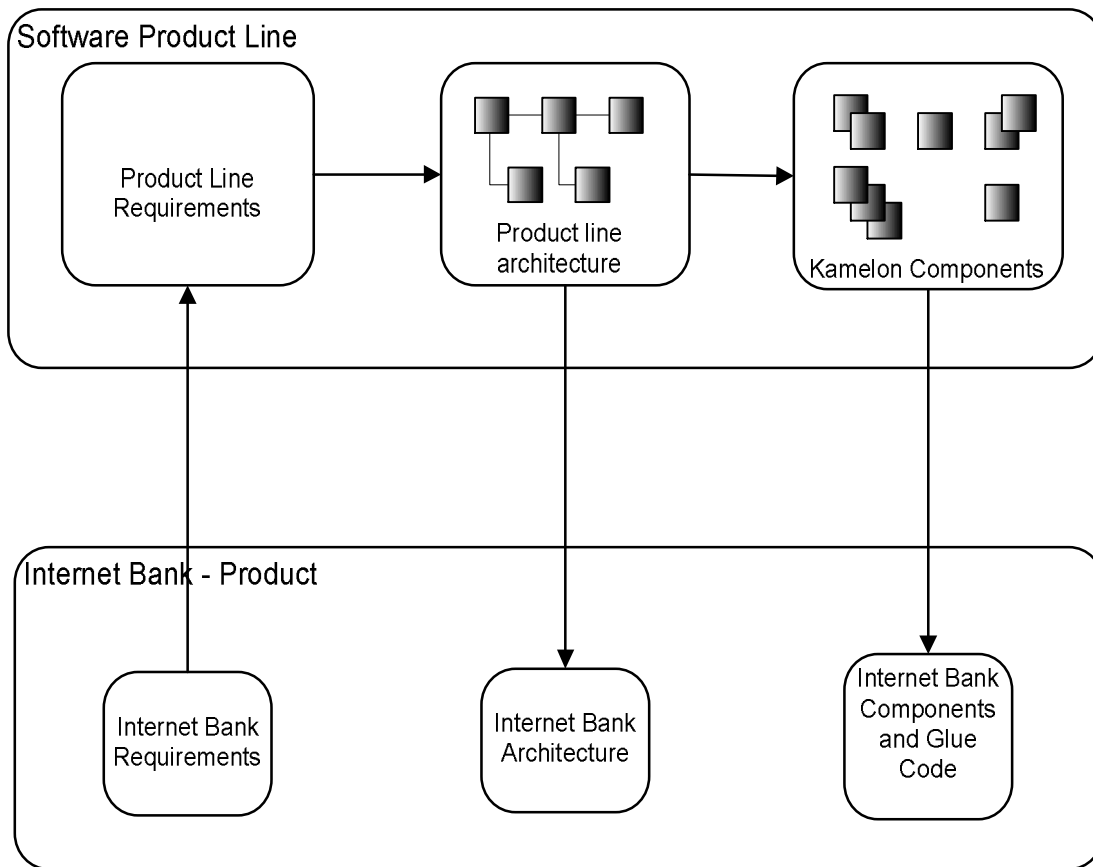 Software Product Line
Product Line
Requirements
Product line
architecture
Kamelon Components
Internet Bank - Product
Internet Bank
Requirements
Internet Bank
Architecture
Internet Bank
Components
and Glue
Code